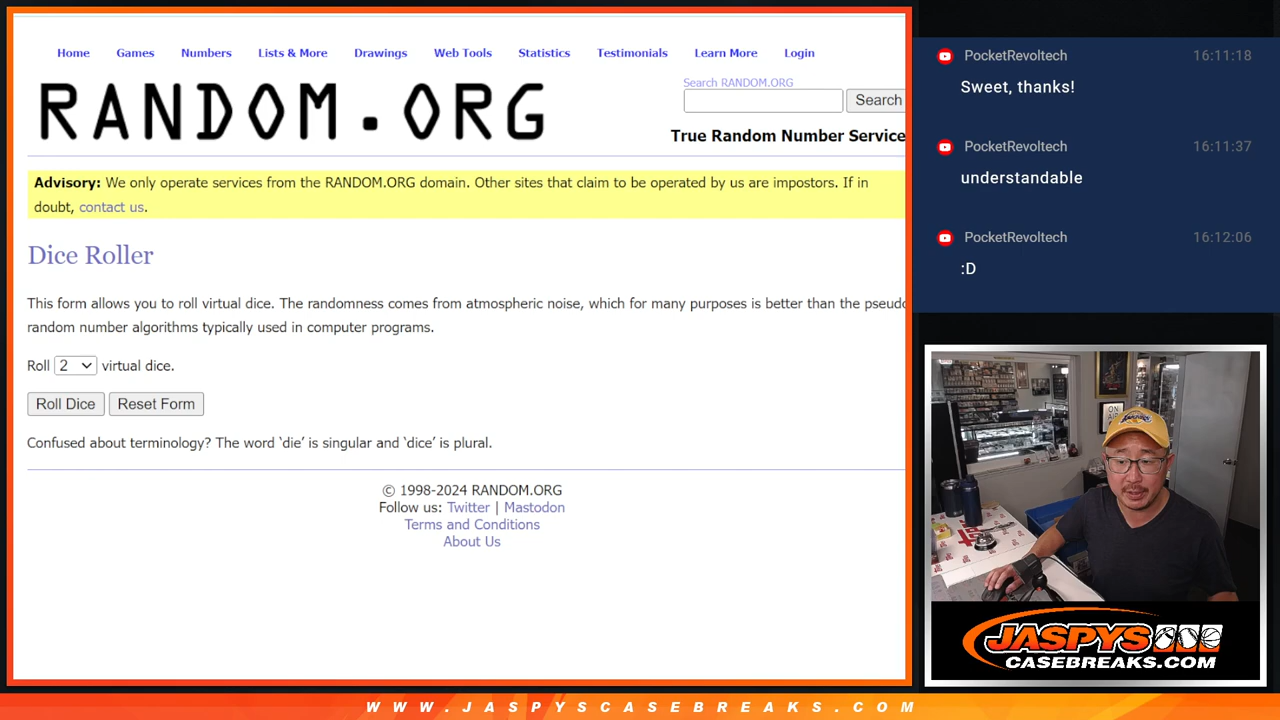 Home Games Numbers Lists & More Drawings Web Tools Statistics Testimonials Learn More Login
RANDOM.ORG
Search RANDOM.ORG
Search
True Random Number Service
Advisory: We only operate services from the RANDOM.ORG domain. Other sites that claim to be operated by us are impostors. If in
doubt, contact us.
Dice Roller
This form allows you to roll virtual dice. The randomness comes from atmospheric noise, which for many purposes is better than the pseudo
random number algorithms typically used in computer programs.
Roll 2 virtual dice.
Roll Dice Reset Form
Confused about terminology? The word ‘die’ is singular and ‘dice’ is plural.
© 1998-2024 RANDOM.ORG
Follow us: Twitter | Mastodon
Terms and Conditions
About Us
PocketRevoltech 16:11:18
Sweet, thanks!
PocketRevoltech 16:11:37
understandable
PocketRevoltech 16:12:06
:D
ON AIR
JASPYS
CASEBREAKS.COM
WWW.JASPYSCASEBREAKS.COM